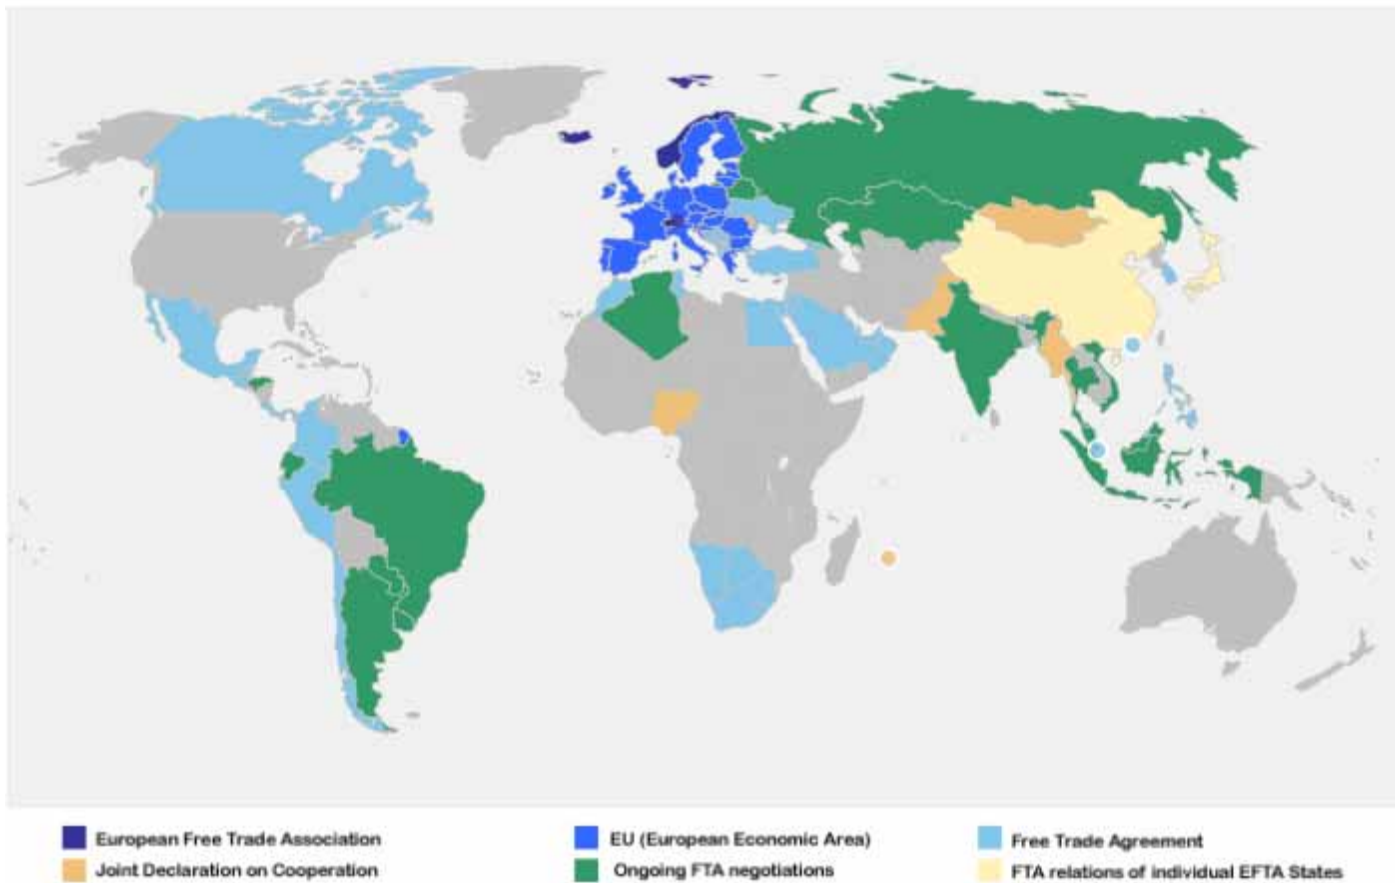 European Free Trade Association
EU (European Economic Area)
Free Trade Agreement
Joint Declaration on Cooperation
Ongoing FTA negotiations
FTA relations of individual EFTA States